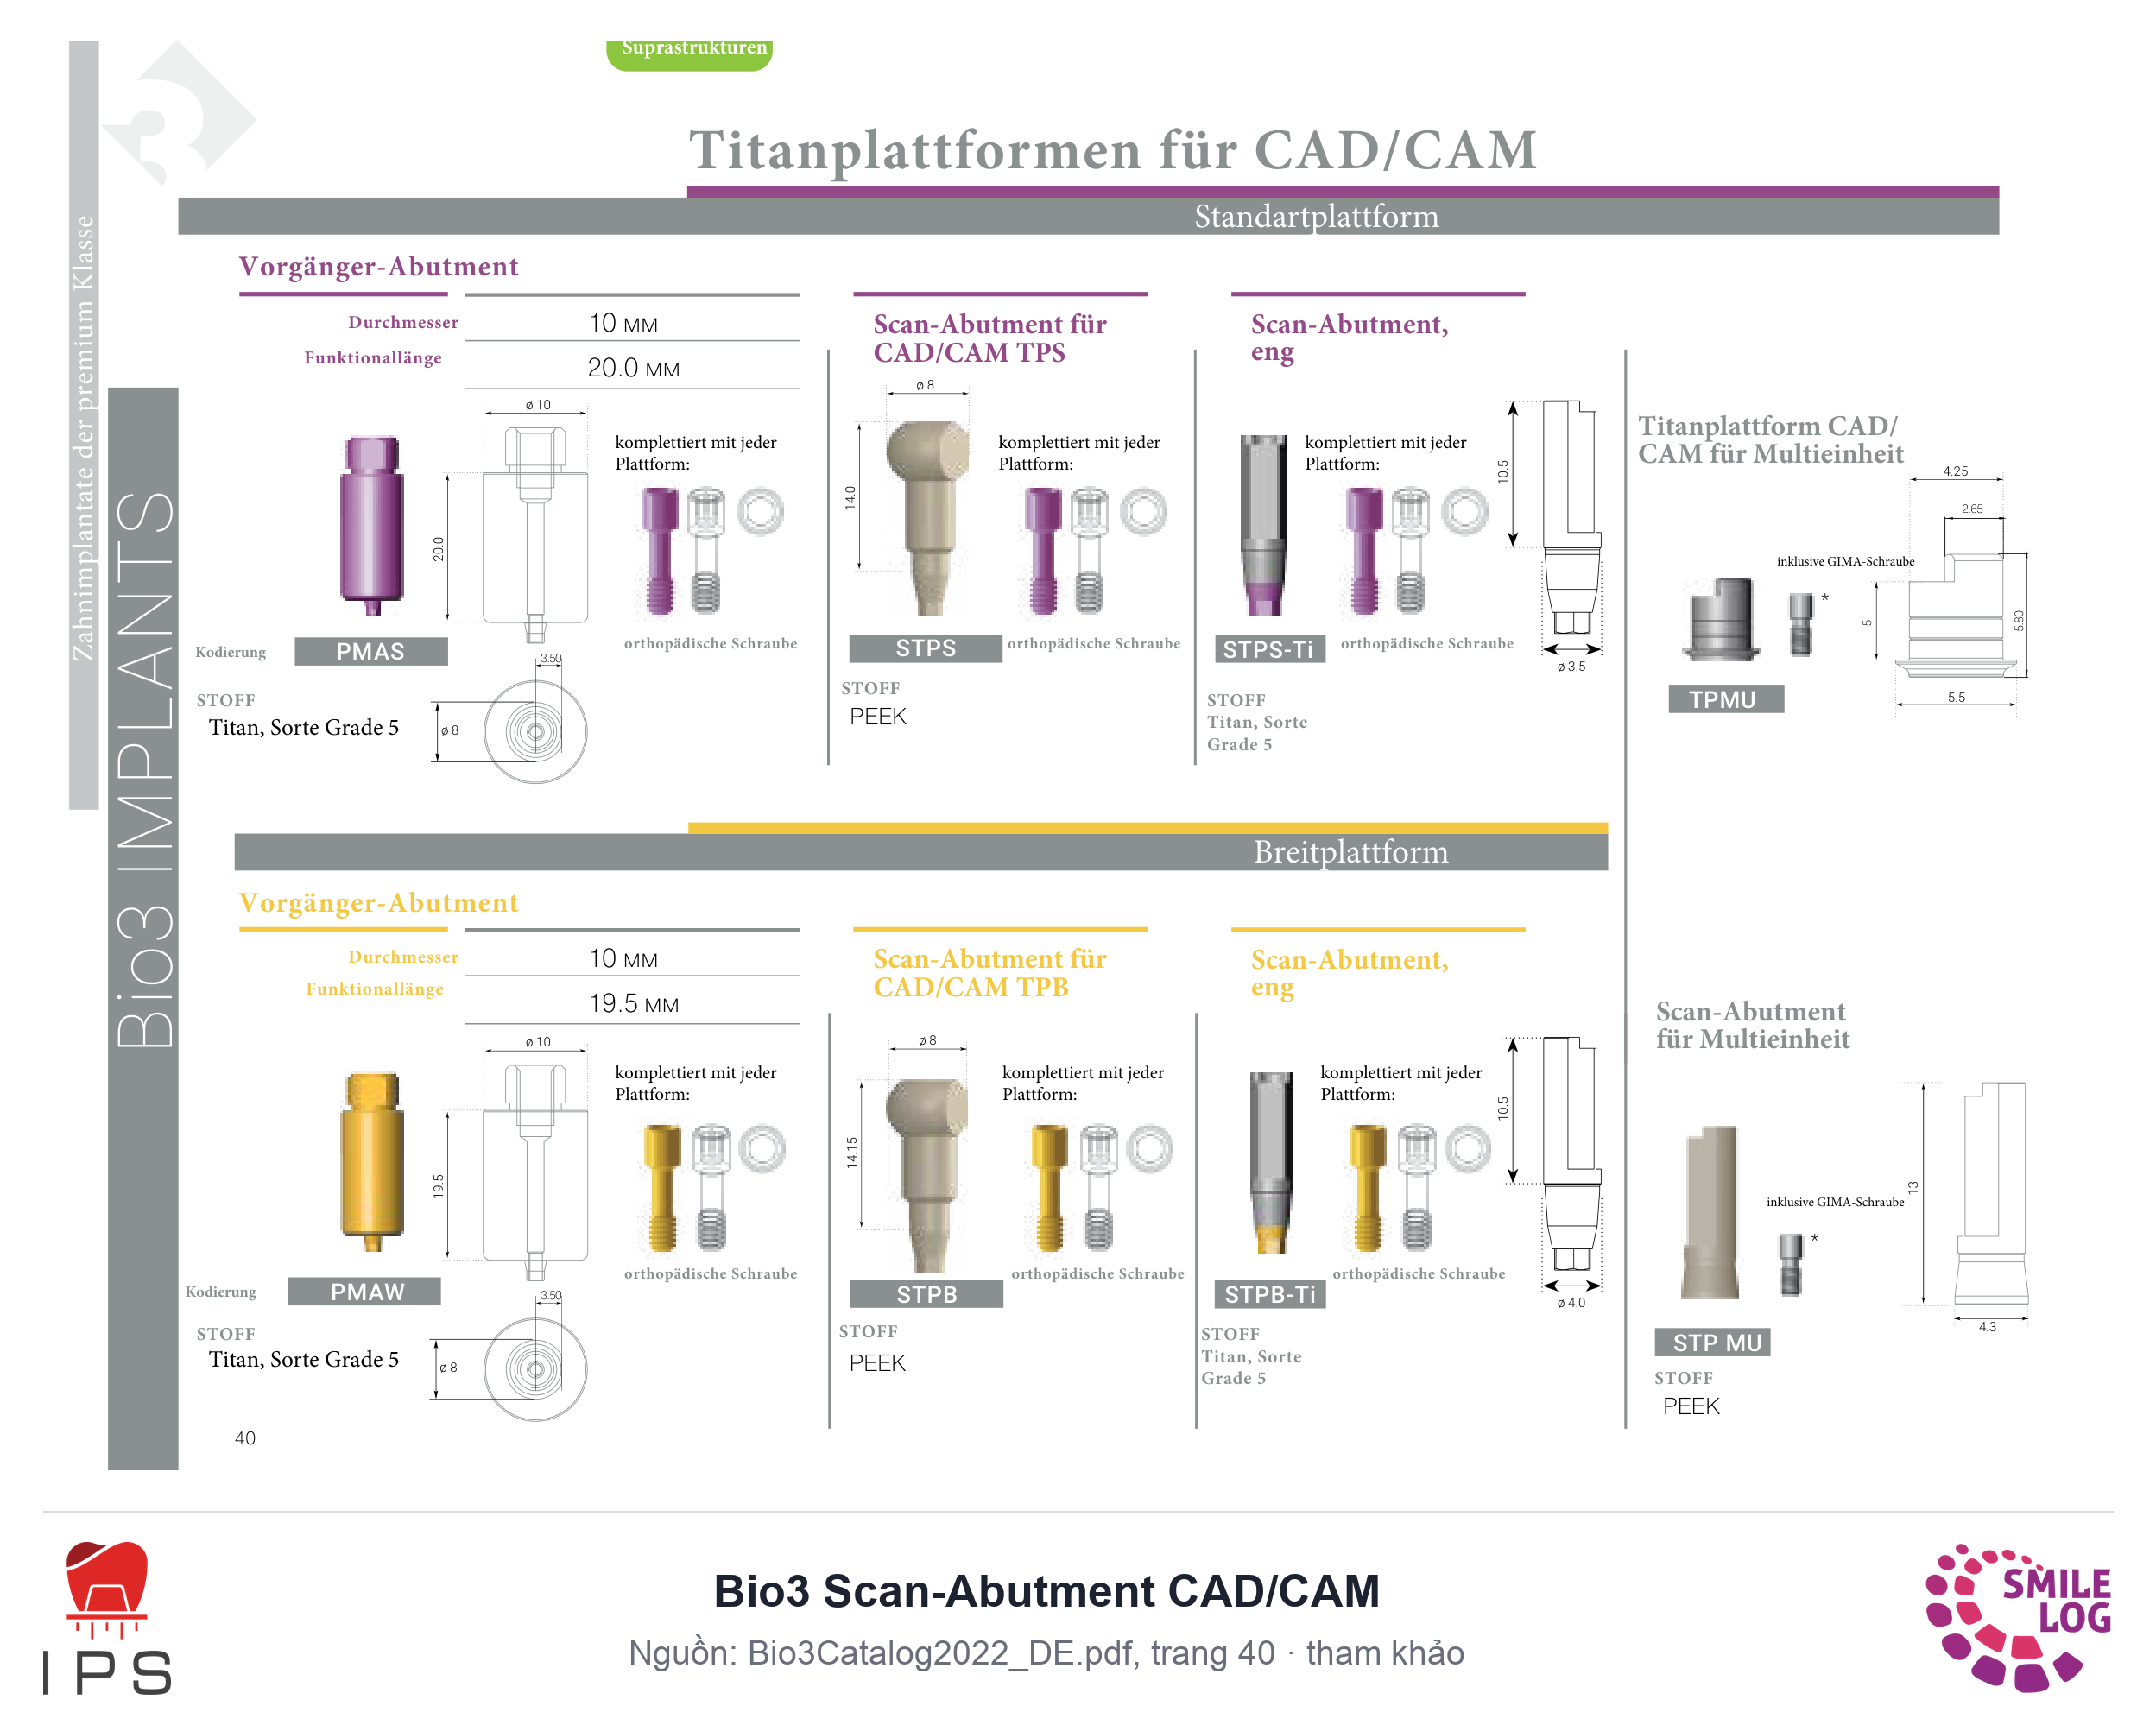 Suprastrukturen
Titanplattformen für CAD/CAM
Standartplattform
Zahnimplantate der premium Klasse
Bio3 IMPLANTS
Vorgänger-Abutment
Durchmesser
10 MM
Funktionallänge
20.0 MM
ø 10
20.0
komplettiert mit jeder
Plattform:
orthopädische Schraube
Kodierung
PMAS
3.50
STOFF
Titan, Sorte Grade 5
ø 8
Scan-Abutment für
CAD/CAM TPS
ø 8
14.0
komplettiert mit jeder
Plattform:
STPS
orthopädische Schraube
STOFF
PEEK
Scan-Abutment,
eng
komplettiert mit jeder
Plattform:
10.5
STPS-Ti
orthopädische Schraube
ø 3.5
STOFF
Titan, Sorte
Grade 5
Titanplattform CAD/
CAM für Multieinheit
4.25
2.65
inklusive GIMA-Schraube
*
5
5.80
TPMU
5.5
Breitplattform
Vorgänger-Abutment
Durchmesser
10 MM
Funktionallänge
19.5 MM
ø 10
19.5
komplettiert mit jeder
Plattform:
orthopädische Schraube
Kodierung
PMAW
3.50
STOFF
Titan, Sorte Grade 5
ø 8
Scan-Abutment für
CAD/CAM TPB
ø 8
14.15
komplettiert mit jeder
Plattform:
STPB
orthopädische Schraube
STOFF
PEEK
Scan-Abutment,
eng
komplettiert mit jeder
Plattform:
10.5
STPB-Ti
orthopädische Schraube
ø 4.0
STOFF
Titan, Sorte
Grade 5
Scan-Abutment
für Multieinheit
inklusive GIMA-Schraube
*
13
4.3
STP MU
STOFF
PEEK
40
IPS
Bio3 Scan-Abutment CAD/CAM
Nguồn: Bio3Catalog2022_DE.pdf, trang 40 · tham khảo
SMILE
LOG